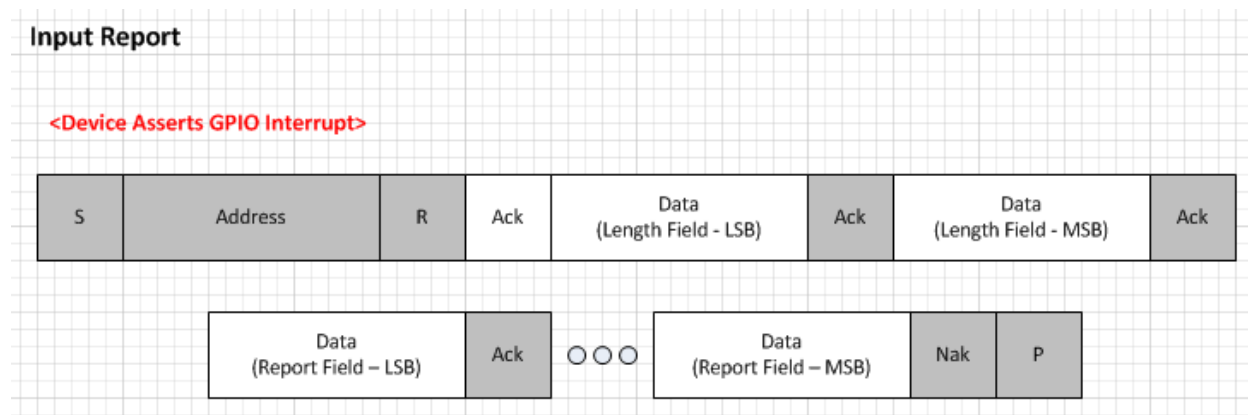 Input Report
<Device Asserts GPIO Interrupt>
S Address R Ack Data (Length Field - LSB) Ack Data (Length Field - MSB) Ack
Data (Report Field – LSB) Ack Data (Report Field – MSB) Nak P